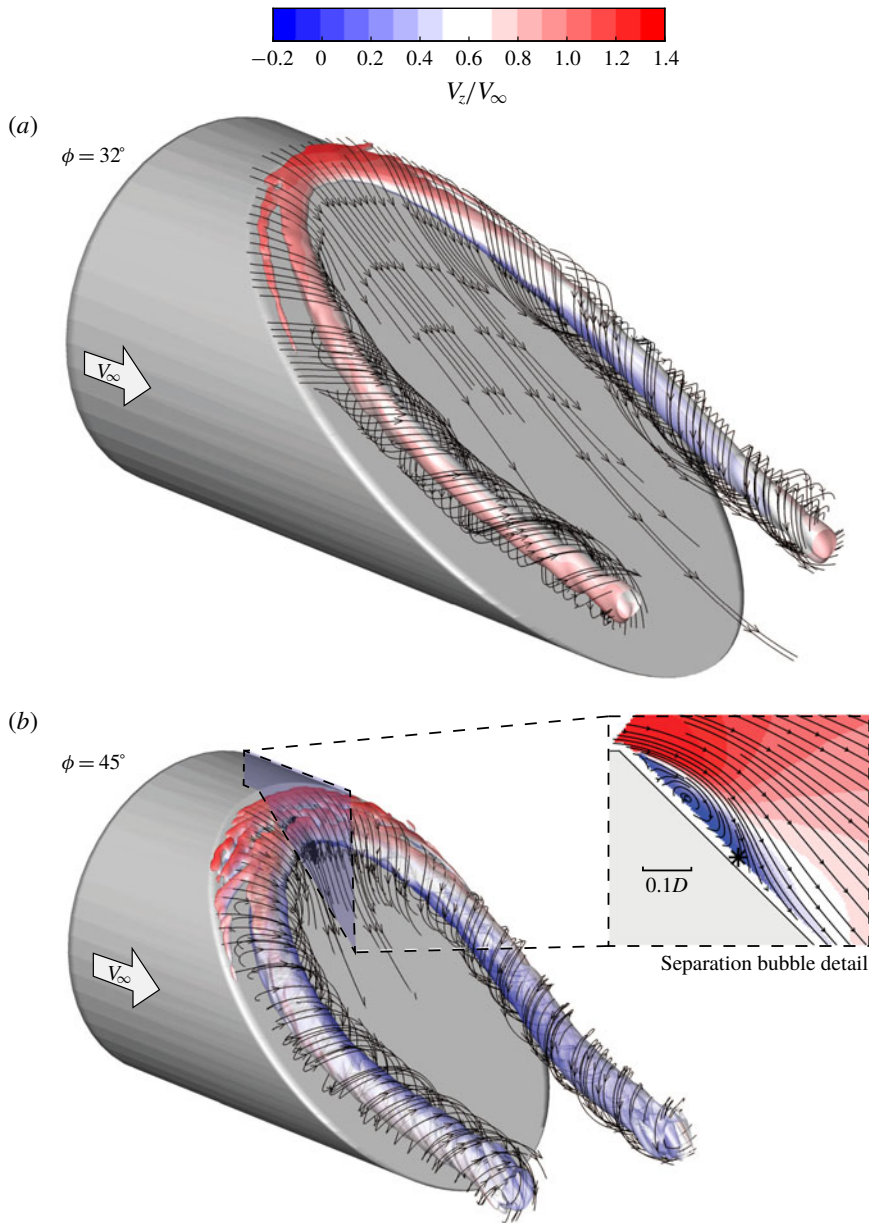 −0.2 0 0.2 0.4 0.6 0.8 1.0 1.2 1.4
V_z/V_∞
(a)
ϕ = 32°
V_∞
(b)
ϕ = 45°
V_∞
0.1D
Separation bubble detail